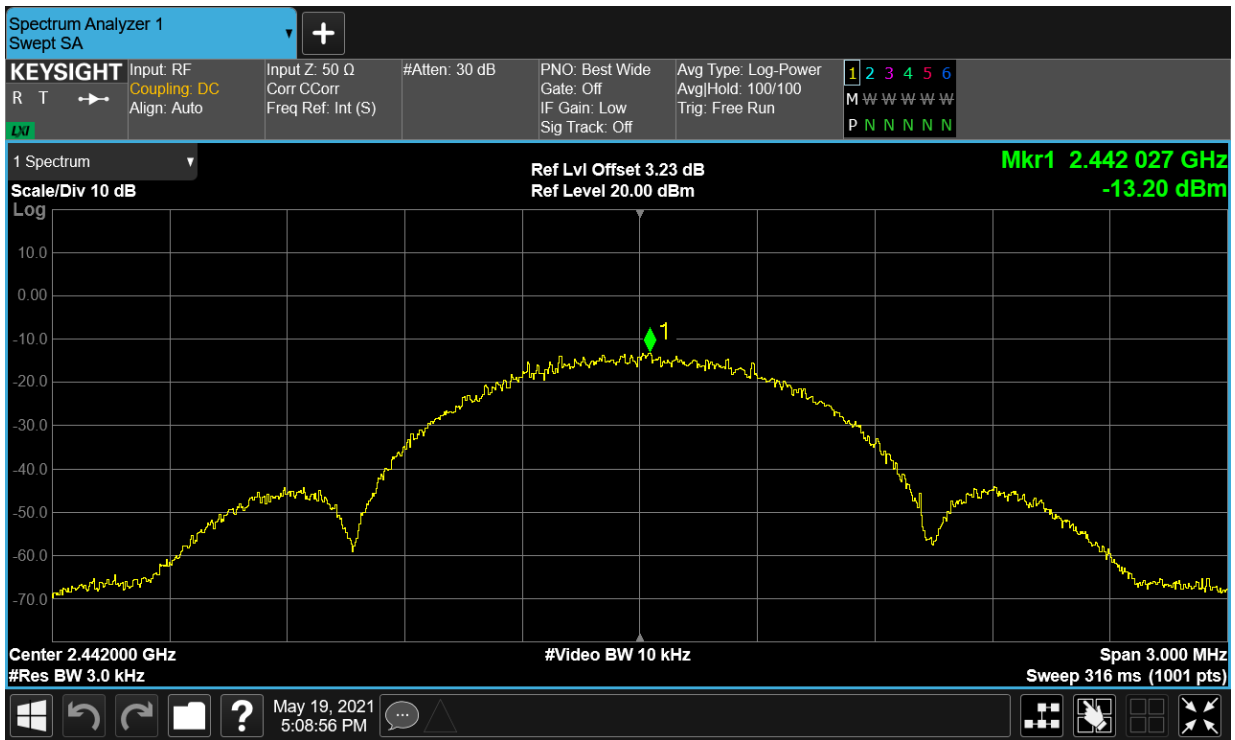 Spectrum Analyzer 1
Swept SA
KEYSIGHT
R T
LXI
Input: RF
Coupling: DC
Align: Auto
Input Z: 50 Ω
Corr CCorr
Freq Ref: Int (S)
#Atten: 30 dB
PNO: Best Wide
Gate: Off
IF Gain: Low
Sig Track: Off
Avg Type: Log-Power
Avg|Hold: 100/100
Trig: Free Run
1 2 3 4 5 6
M W W W W W
P N N N N N
1 Spectrum
Scale/Div 10 dB
Log
Ref Lvl Offset 3.23 dB
Ref Level 20.00 dBm
Mkr1 2.442 027 GHz
-13.20 dBm
10.0
0.00
-10.0
-20.0
-30.0
-40.0
-50.0
-60.0
-70.0
1
Center 2.442000 GHz
#Res BW 3.0 kHz
#Video BW 10 kHz
Span 3.000 MHz
Sweep 316 ms (1001 pts)
?
May 19, 2021
5:08:56 PM